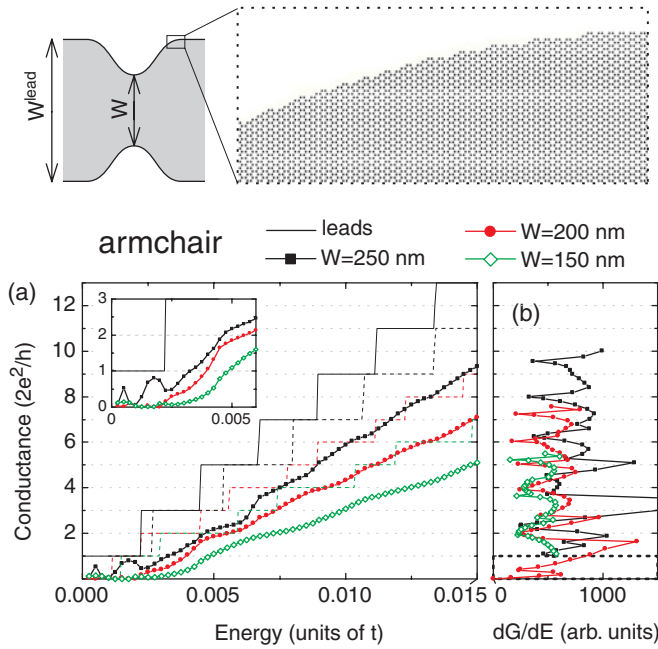 W^lead
W
armchair
leads
W=250 nm
W=200 nm
W=150 nm
(a)
12
10
8
6
4
2
Conductance (2e²/h)
3
2
1
0
0
0.005
0.000
0.005
0.010
0.015
Energy (units of t)
(b)
0
1000
dG/dE (arb. units)